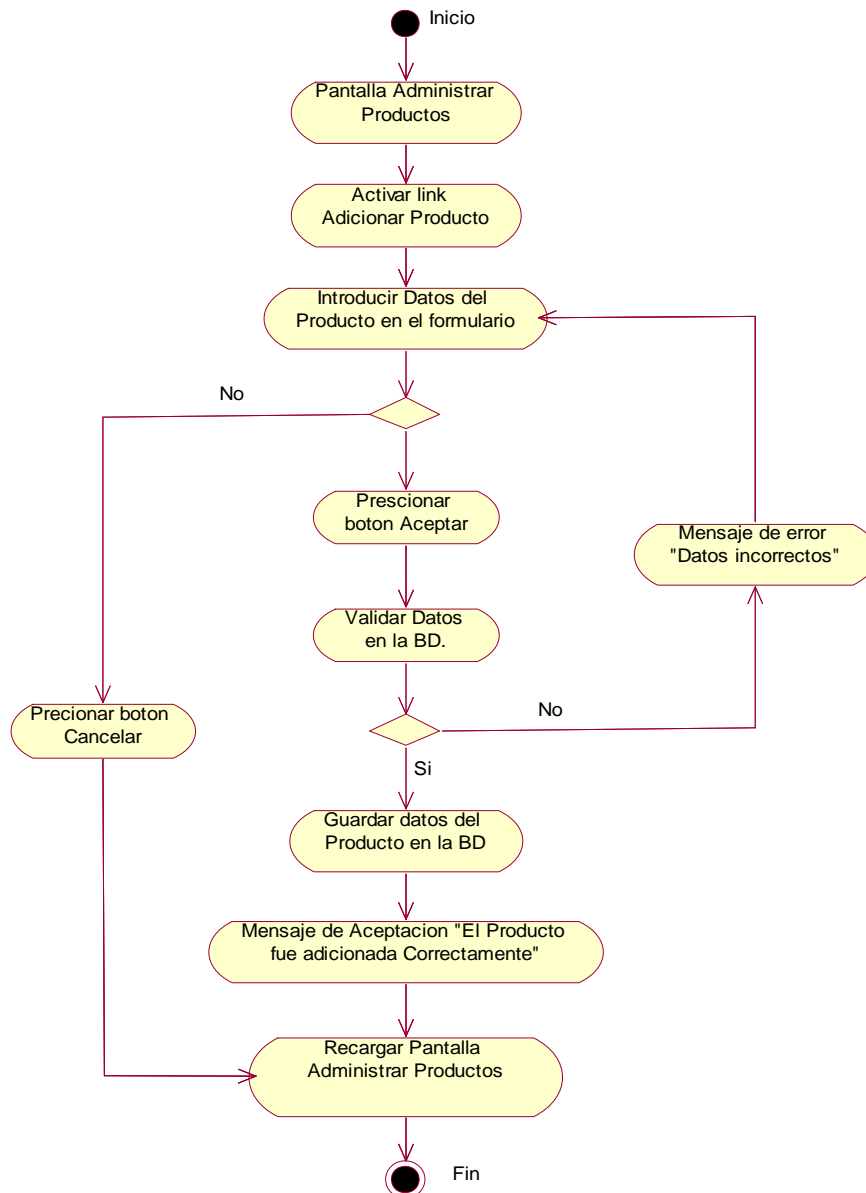 Inicio
Pantalla Administrar
Productos
Activar link
Adicionar Producto
Introducir Datos del
Producto en el formulario
No
Prescionar
boton Aceptar
Mensaje de error
"Datos incorrectos"
Validar Datos
en la BD.
No
Precionar boton
Cancelar
Si
Guardar datos del
Producto en la BD
Mensaje de Aceptacion "El Producto
fue adicionada Correctamente"
Recargar Pantalla
Administrar Productos
Fin